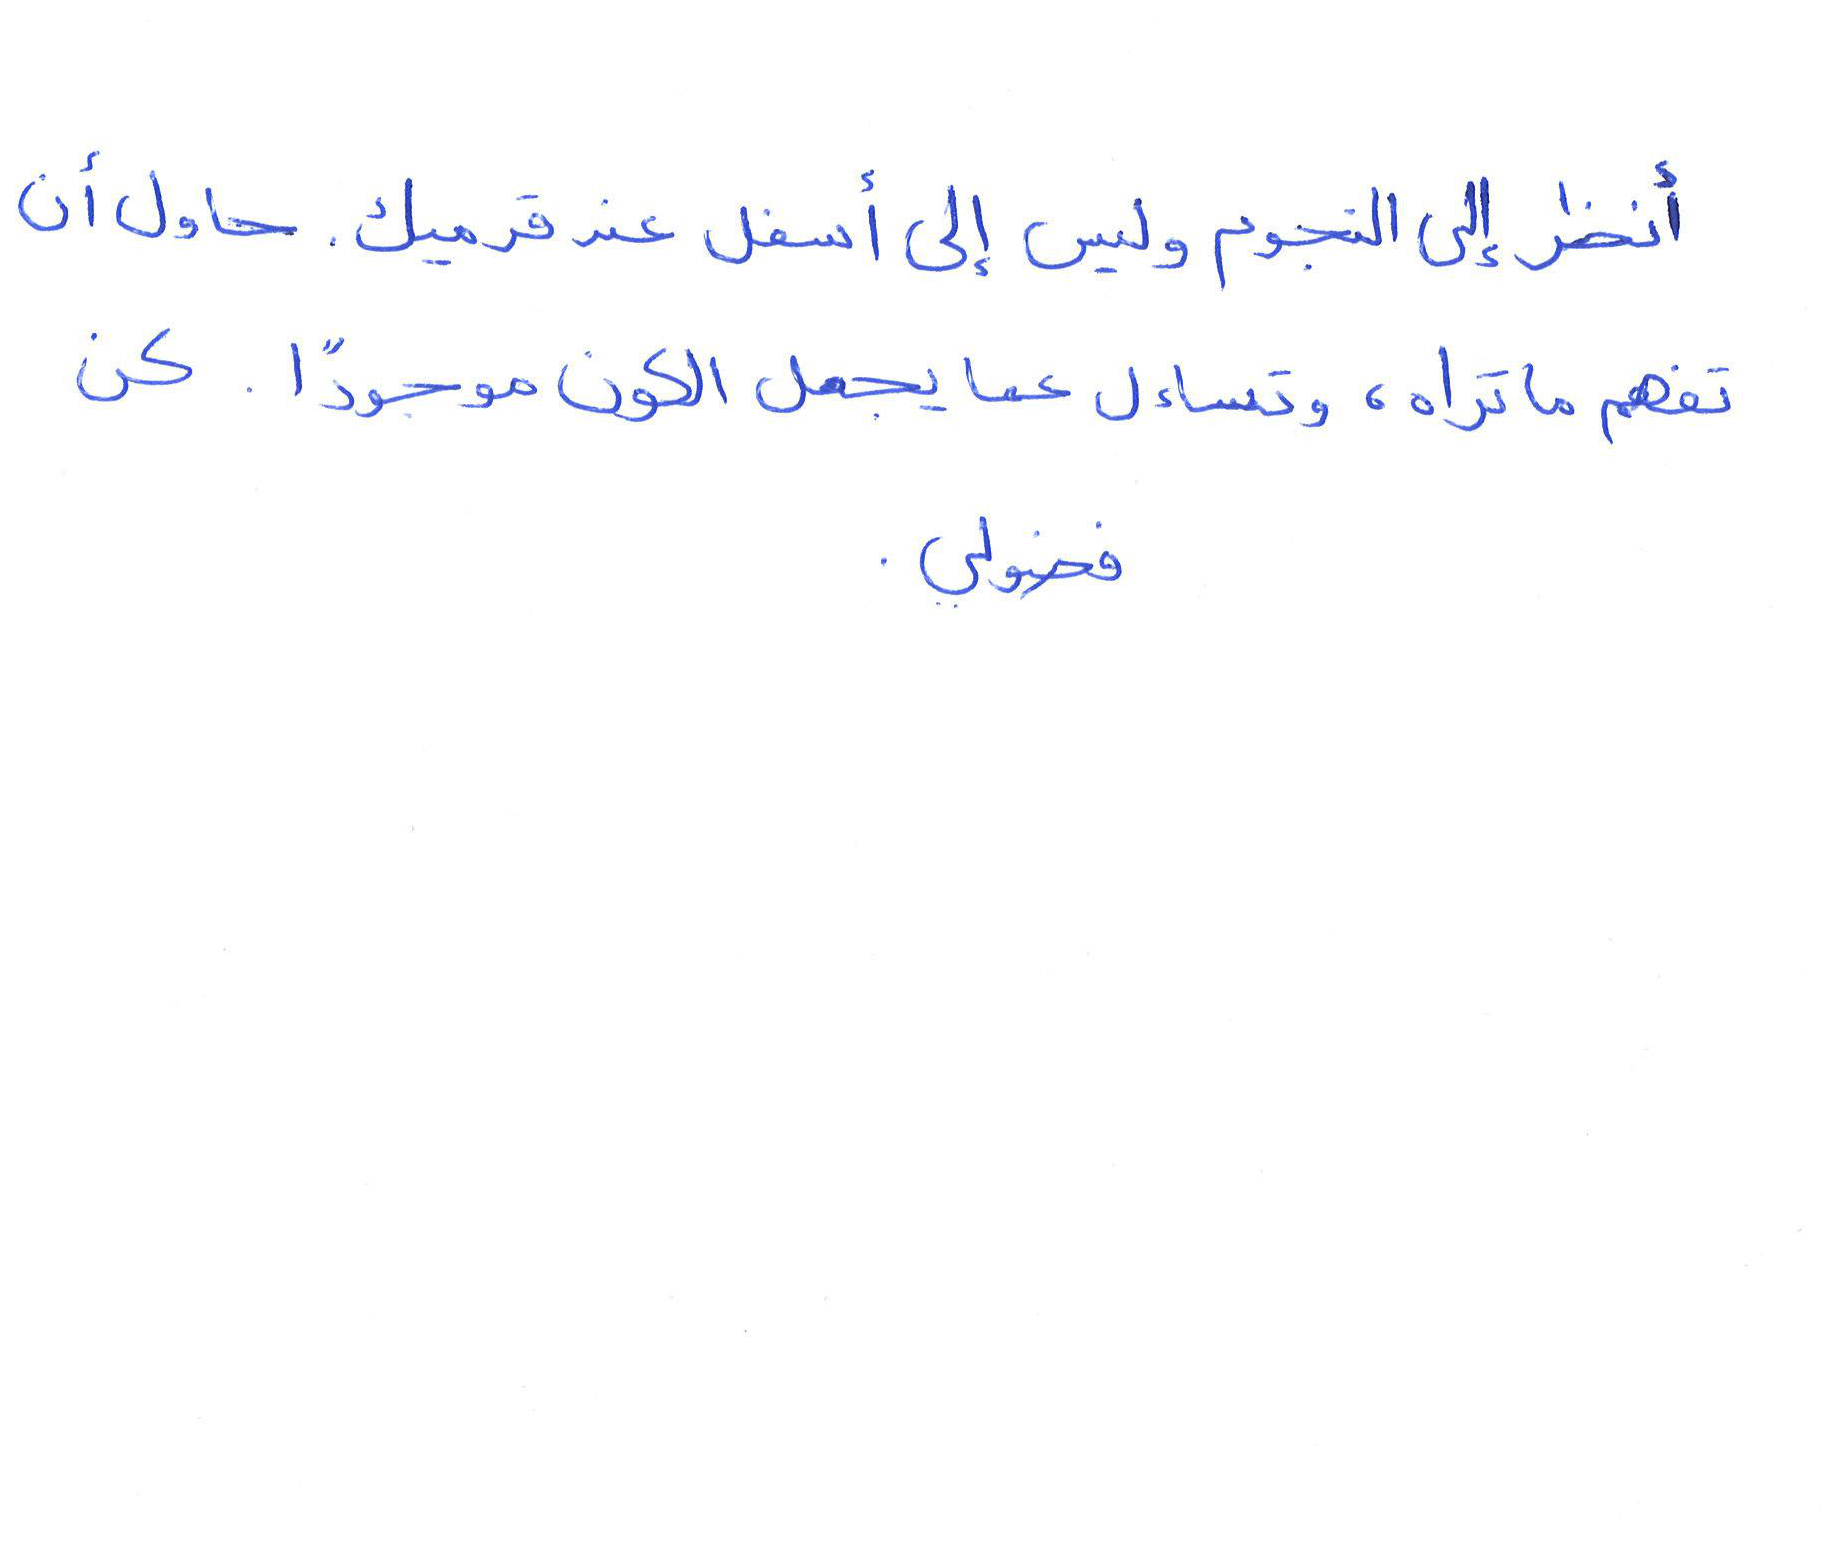 أنظر إلى النجوم وليس إلى أسفل عند قدميك. حاول أن
تفهم ما تراه، وتساءل عما يجعل الكون موجودًا. كن
فضولي.